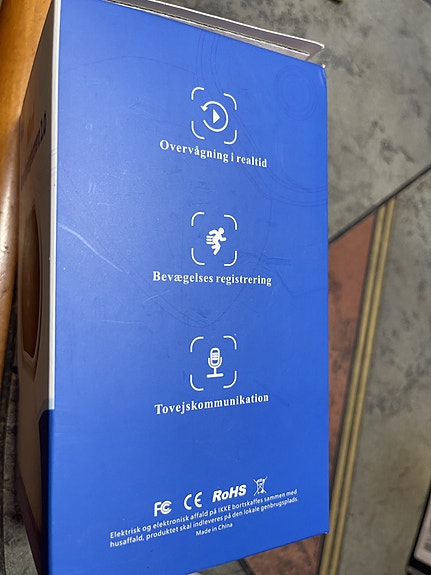 Overvågning i realtid
Bevægelses registrering
Tovejskommunikation
FC CE RoHS
Elektrisk og elektronisk affald på IKKE bortskaffes sammen med
husaffald, produktet skal indleveres på den lokale genbrugsplads.
Made in China